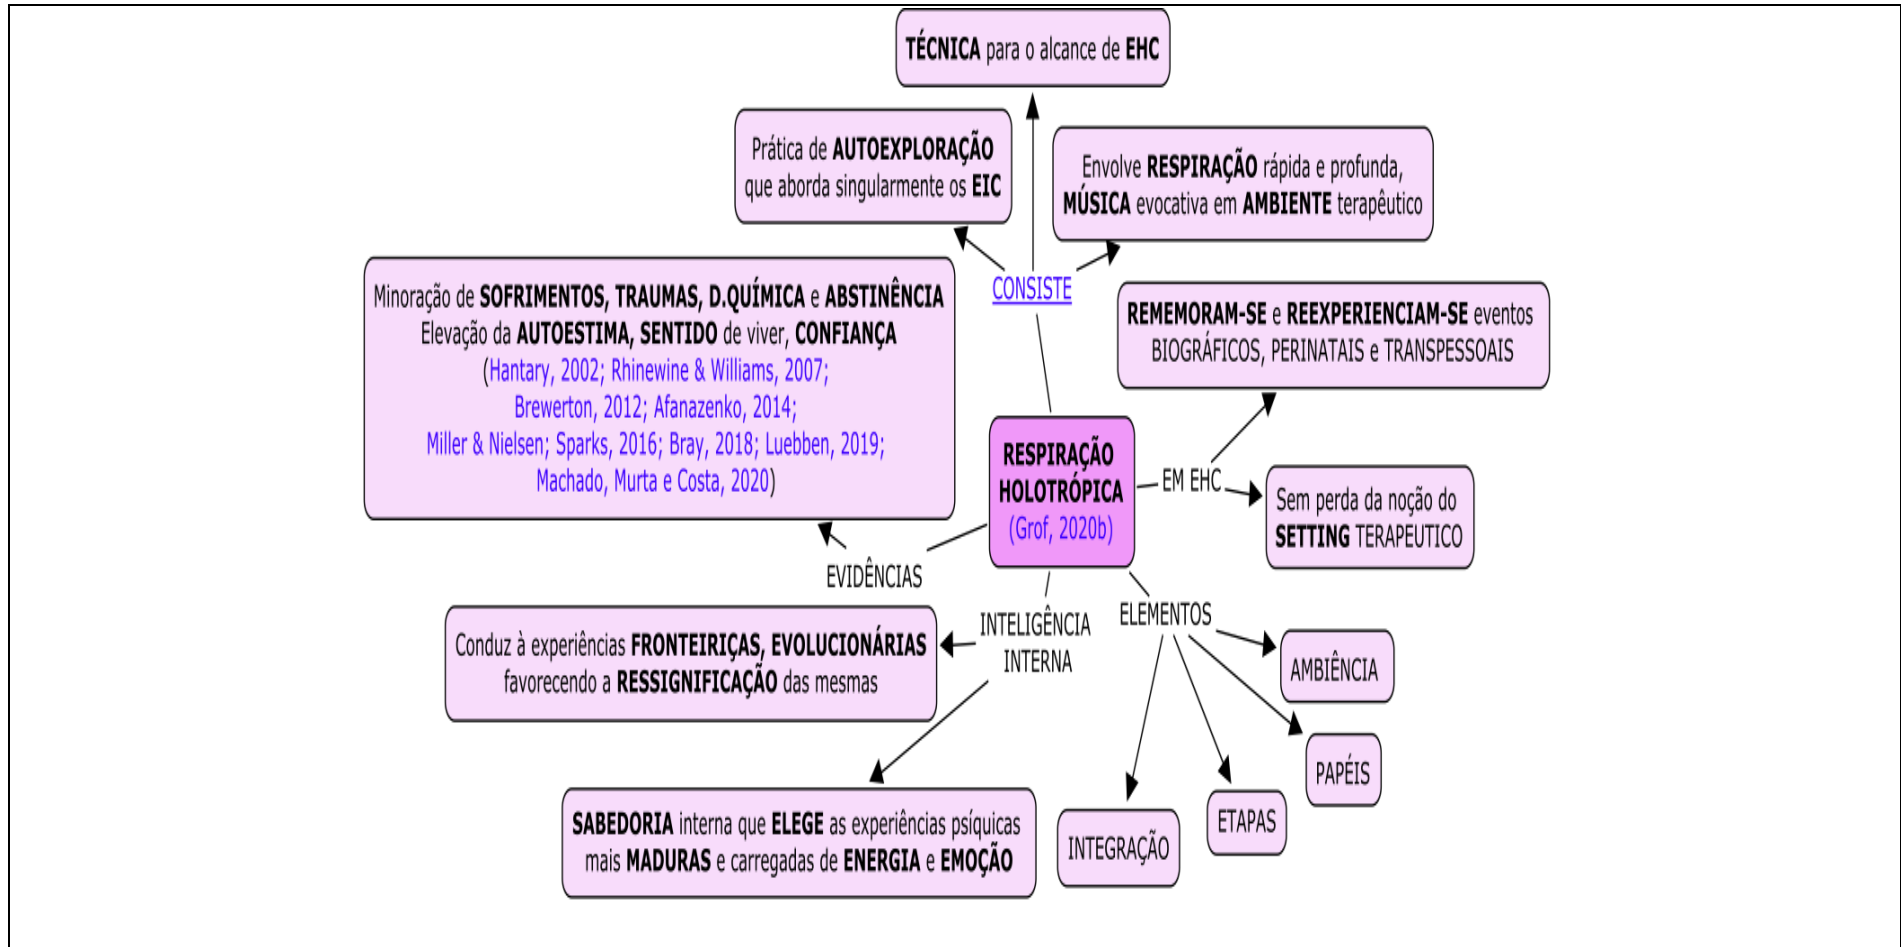 TÉCNICA para o alcance de EHC
Prática de AUTOEXPLORAÇÃO
que aborda singularmente os EIC
Envolve RESPIRAÇÃO rápida e profunda,
MÚSICA evocativa em AMBIENTE terapêutico
CONSISTE
Minoração de SOFRIMENTOS, TRAUMAS, D.QUÍMICA e ABSTINÊNCIA
Elevação da AUTOESTIMA, SENTIDO de viver, CONFIANÇA
(Hantary, 2002; Rhinewine & Williams, 2007;
Brewerton, 2012; Afanazenko, 2014;
Miller & Nielsen; Sparks, 2016; Bray, 2018; Luebben, 2019;
Machado, Murta e Costa, 2020)
REMEMORAM-SE e REEXPERIENCIAM-SE eventos
BIOGRÁFICOS, PERINATAIS e TRANSPESSOAIS
RESPIRAÇÃO
HOLOTRÓPICA
(Grof, 2020b)
EM EHC
Sem perda da noção do
SETTING TERAPEUTICO
EVIDÊNCIAS
INTELIGÊNCIA
INTERNA
ELEMENTOS
Conduz à experiências FRONTEIRIÇAS, EVOLUCIONÁRIAS
favorecendo a RESSIGNIFICAÇÃO das mesmas
AMBIÊNCIA
PAPÉIS
SABEDORIA interna que ELEGE as experiências psíquicas
mais MADURAS e carregadas de ENERGIA e EMOÇÃO
INTEGRAÇÃO
ETAPAS